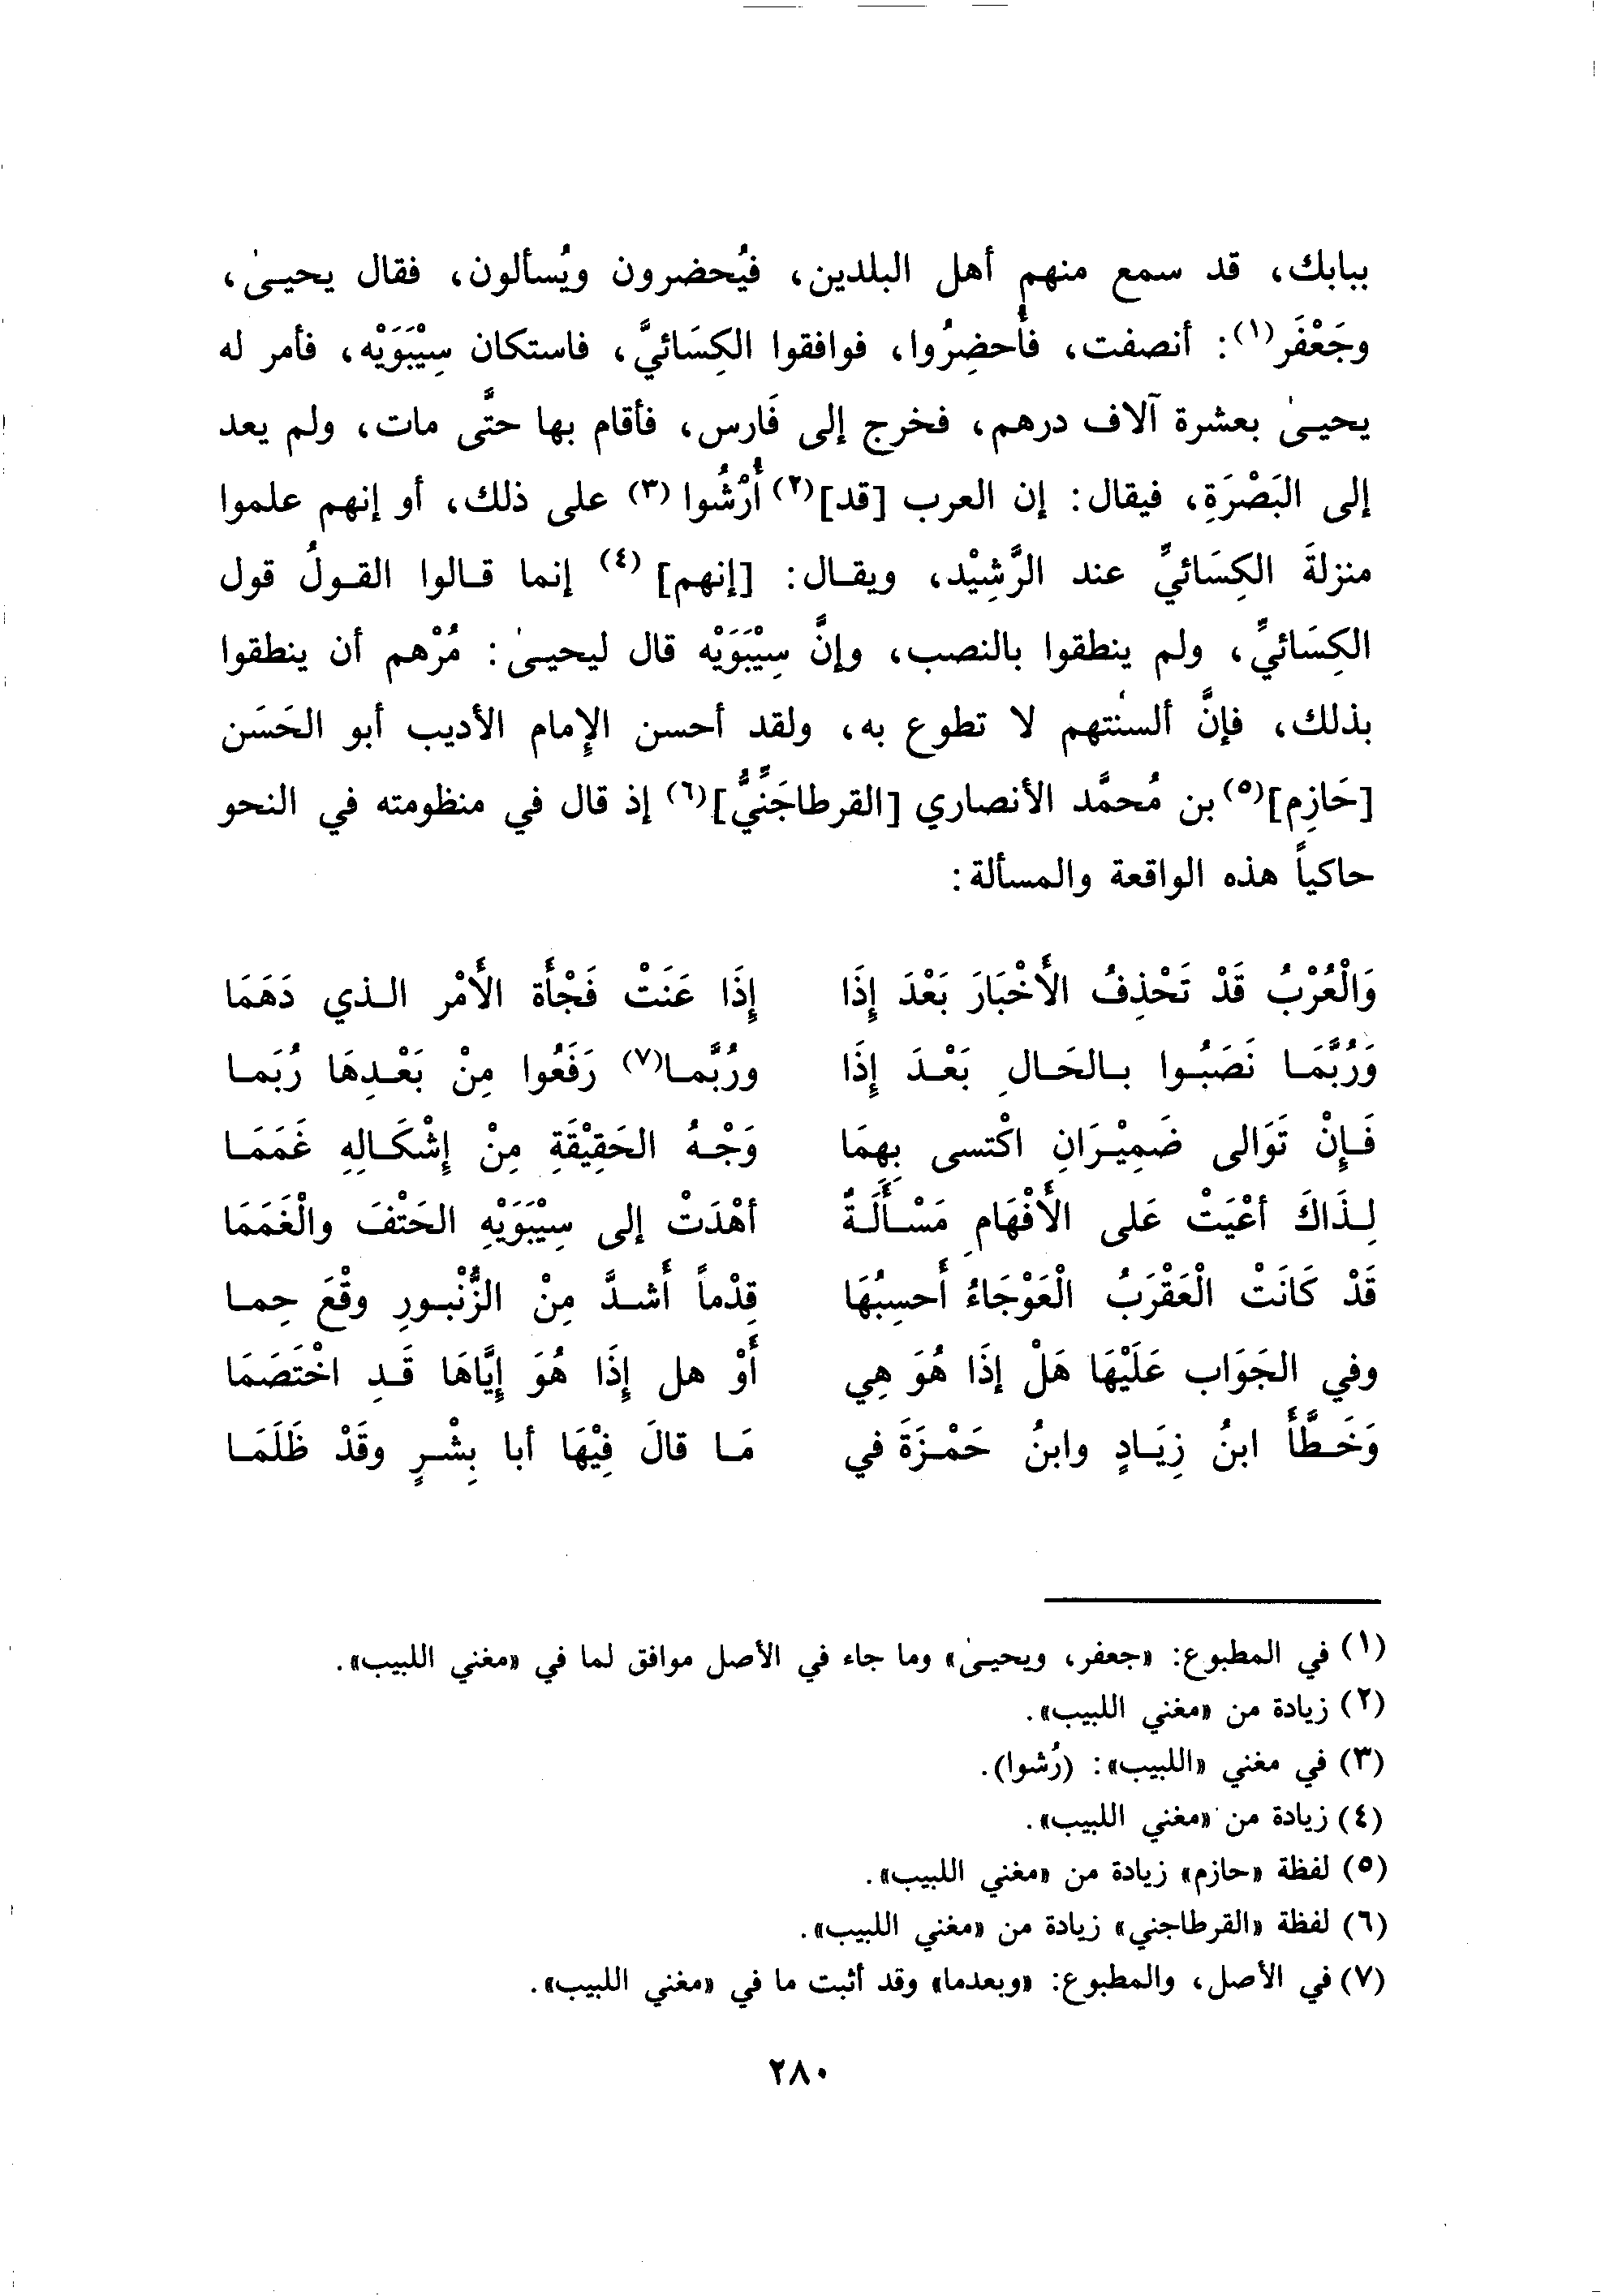 ببابك، قد سمع منهم أهل البلدين، فيُحضرون ويُسألون، فقال يحيىٰ،
وجَعْفَر(١): أنصفت، فأُحضِرُوا، فوافقوا الكِسَائيَّ، فاستكان سِيْبَوَيْه، فأمر له
يحيىٰ بعشرة آلاف درهم، فخرج إلى فَارس، فأقام بها حتَّى مات، ولم يعد
إلى البَصْرَةِ، فيقال: إن العرب [قد](٢) أُرْشُوا (٣) على ذلك، أو إنهم علموا
منزلةَ الكِسَائيِّ عند الرَّشِيْد، ويقال: [إنهم] (٤) إنما قالوا القولُ قول
الكِسَائيِّ، ولم ينطقوا بالنصب، وإنَّ سِيْبَوَيْه قال ليحيىٰ: مُرْهم أن ينطقوا
بذلك، فإنَّ ألسنتهم لا تطوع به، ولقد أحسن الإمام الأديب أبو الحَسَن
[حَازِم](٥) بن مُحمَّد الأنصاري [القرطاجَنِّيُّ](٦) إذ قال في منظومته في النحو
حاكياً هذه الواقعة والمسألة:
وَالْعُرْبُ قَدْ تَحْذِفُ الأَخْبَارَ بَعْدَ إِذَا إِذَا عَنَتْ فَجْأَة الأَمْر الذي دَهَمَا
وَرُبَّمَا نَصَبُوا بالحَالِ بَعْدَ إِذَا ورُبَّما(٧) رَفَعُوا مِنْ بَعْدِهَا رُبَما
فَإِنْ تَوَالى ضَمِيْرَانِ اكْتسى بِهِمَا وَجْهُ الحَقِيْقَةِ مِنْ إِشْكَالِهِ غَمَمَا
لِذَاكَ أعْيَتْ عَلى الأَفْهَامِ مَسْأَلَةٌ أهْدَتْ إلى سِيْبَوَيْهِ الحَتْفَ والْغَمَمَا
قَدْ كَانَتْ الْعَقْرَبُ الْعَوْجَاءُ أَحسِبُهَا قِدْماً أَشدَّ مِنْ الزُّنْبورِ وقْعَ حِما
وفي الجَوَاب عَلَيْهَا هَلْ إذَا هُوَ هِي أَوْ هل إِذَا هُوَ إِيَّاهَا قَدِ اخْتَصَمَا
وَخَطَّأَ ابنُ زِيَادٍ وابنُ حَمْزَةَ في مَا قالَ فِيْهَا أبا بِشْرٍ وقَدْ ظَلَمَا
(١) في المطبوع: «جعفر، ويحيىٰ» وما جاء في الأصل موافق لما في «مغني اللبيب».
(٢) زيادة من «مغني اللبيب».
(٣) في مغني «اللبيب»: (رُشوا).
(٤) زيادة من «مغني اللبيب».
(٥) لفظة «حازم» زيادة من «مغني اللبيب».
(٦) لفظة «القرطاجني» زيادة من «مغني اللبيب».
(٧) في الأصل، والمطبوع: «وبعدما» وقد أثبت ما في «مغني اللبيب».
٢٨٠